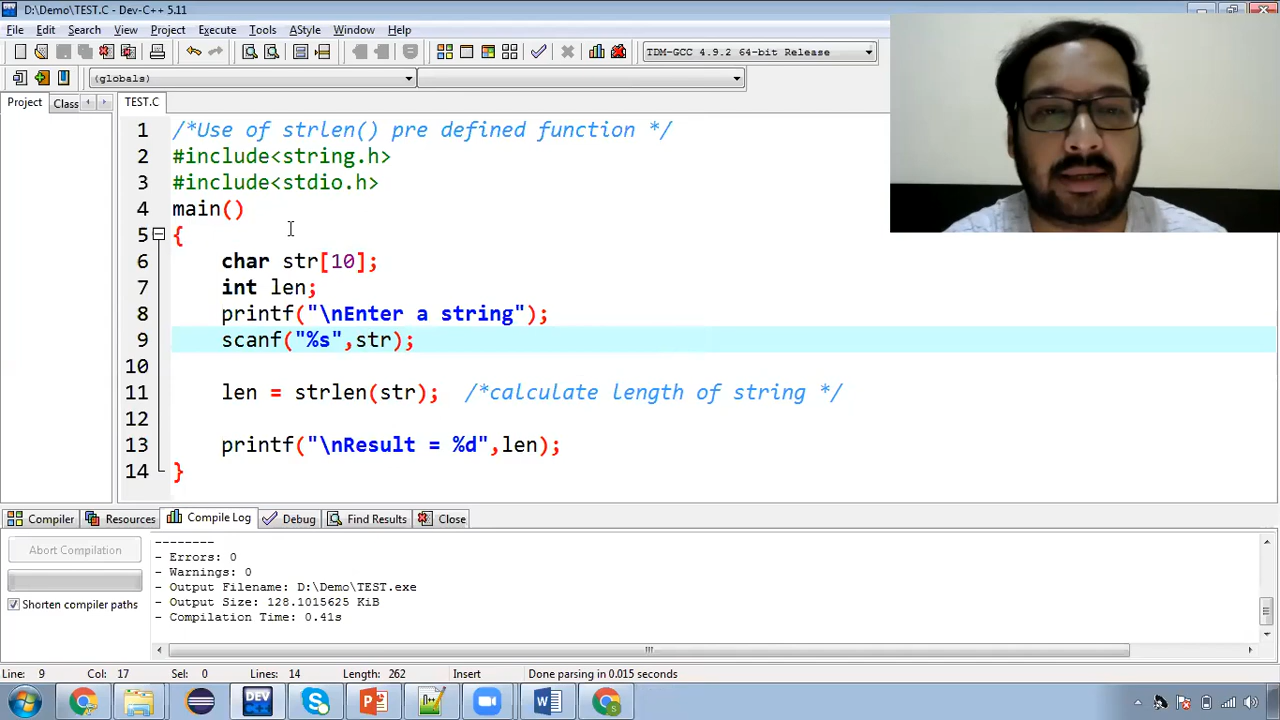 D:\Demo\TEST.C - Dev-C++ 5.11
File Edit Search View Project Execute Tools AStyle Window Help
TDM-GCC 4.9.2 64-bit Release
(globals)
Project Class TEST.C
1 /*Use of strlen() pre defined function */
2 #include<string.h>
3 #include<stdio.h>
4 main()
5 {
6 char str[10];
7 int len;
8 printf("\nEnter a string");
9 scanf("%s",str);
10
11 len = strlen(str); /*calculate length of string */
12
13 printf("\nResult = %d",len);
14 }
Compiler Resources Compile Log Debug Find Results Close
Abort Compilation
Shorten compiler paths
--------
- Errors: 0
- Warnings: 0
- Output Filename: D:\Demo\TEST.exe
- Output Size: 128.1015625 KiB
- Compilation Time: 0.41s
Line: 9 Col: 17 Sel: 0 Lines: 14 Length: 262 Insert Done parsing in 0.015 seconds
DEV